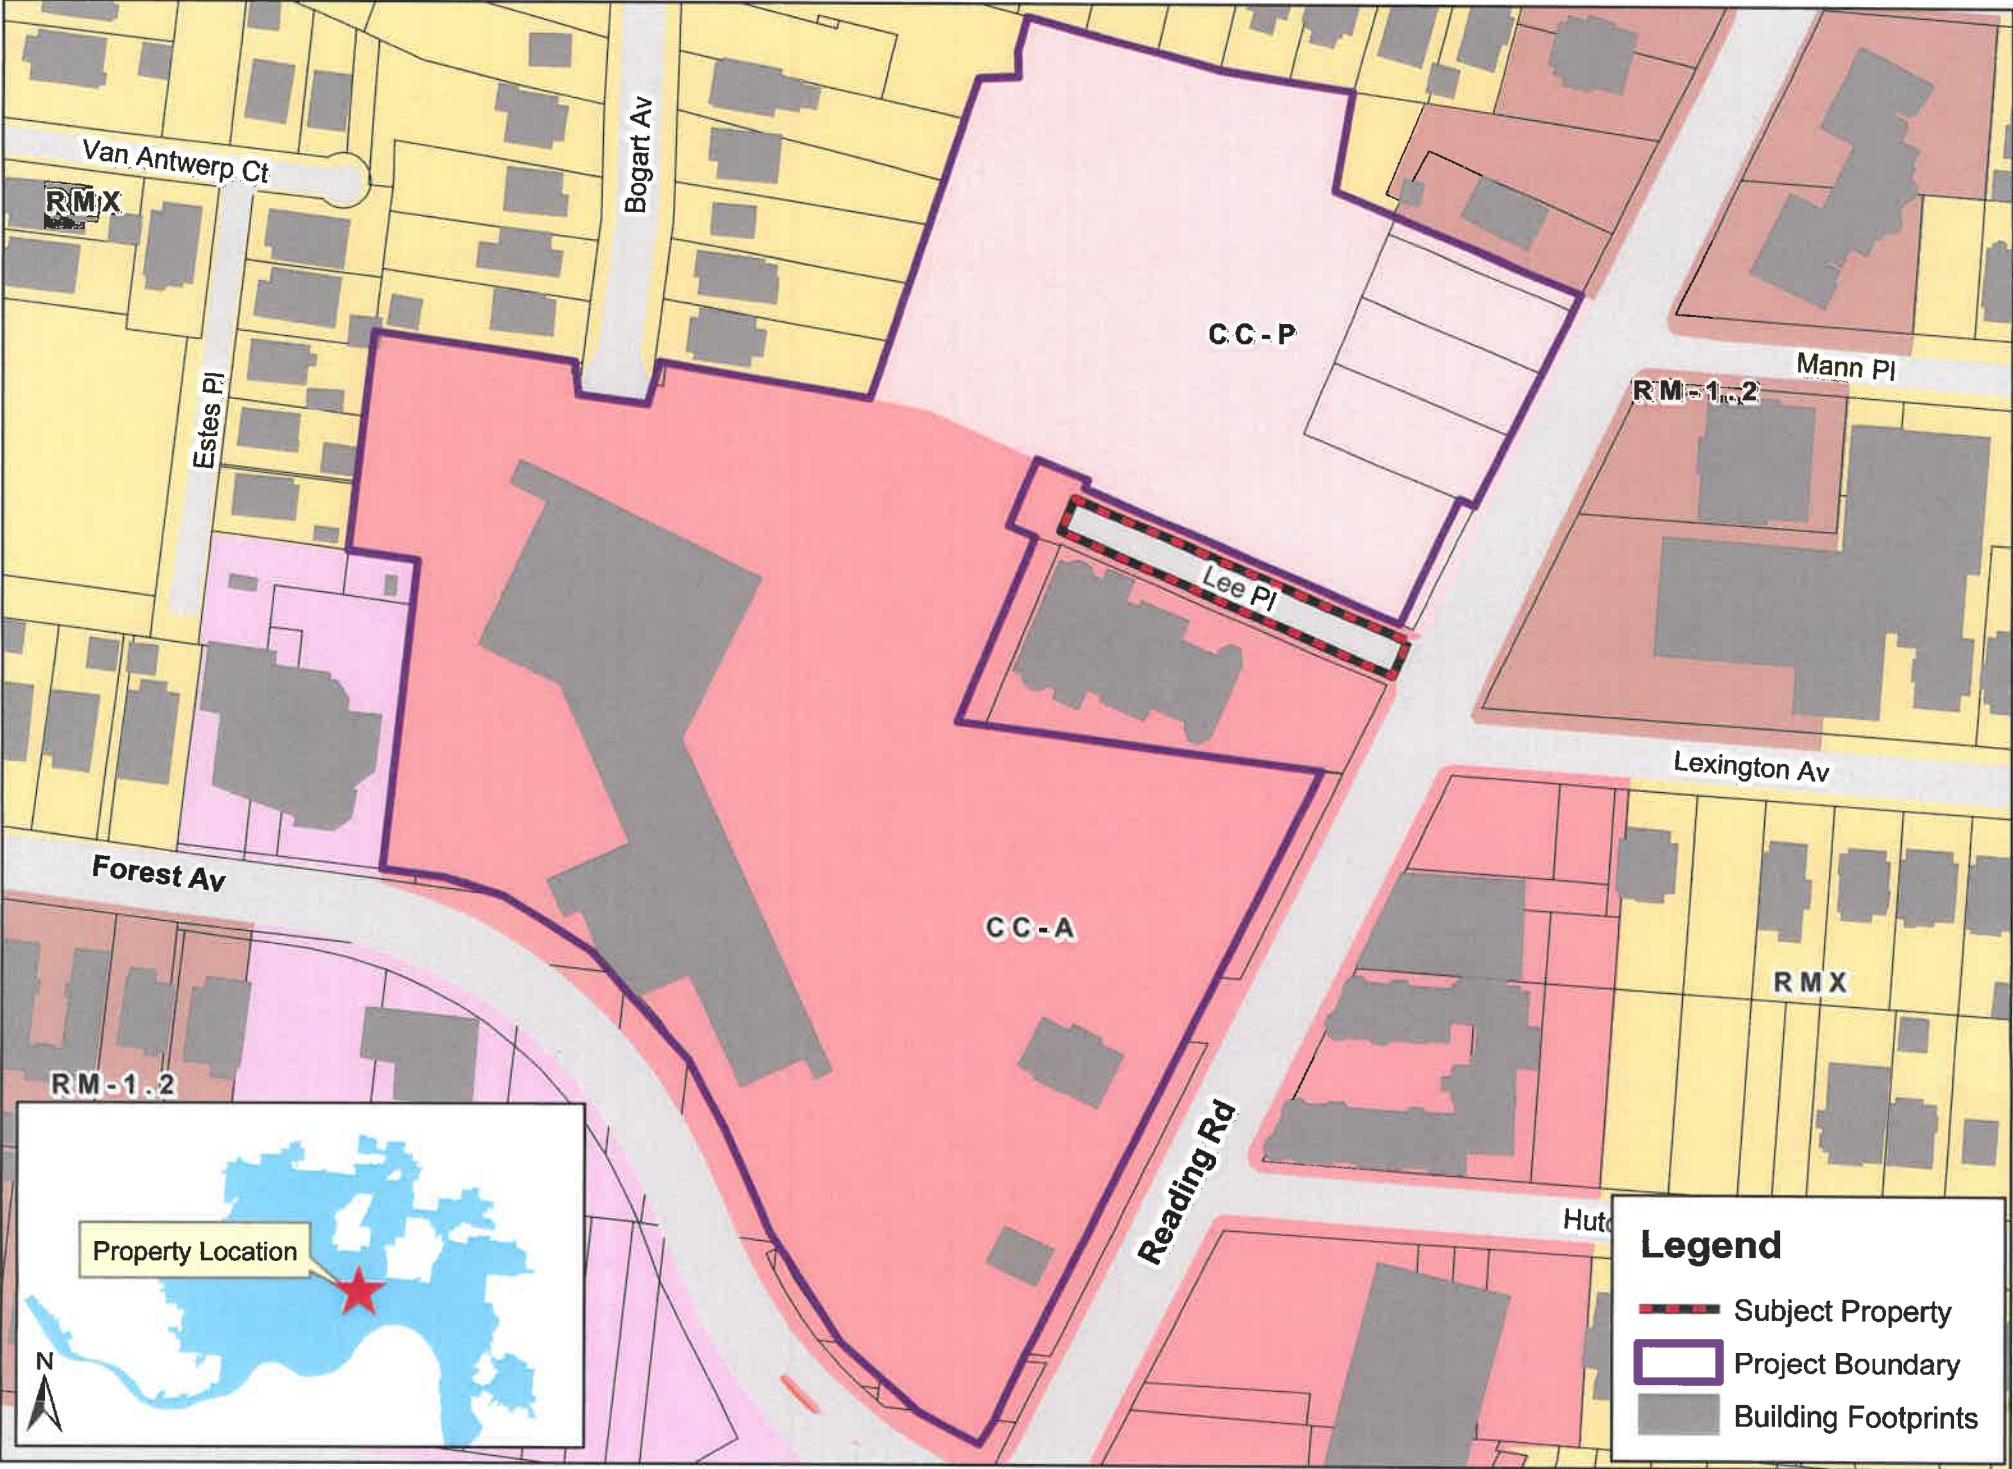 Van Antwerp Ct
Bogart Av
RMX
CC-P
Mann Pl
RM-1.2
Estes Pl
Lee Pl
Lexington Av
Forest Av
CC-A
RMX
RM-1.2
Reading Rd
Property Location
Legend
Subject Property
Project Boundary
Building Footprints
N